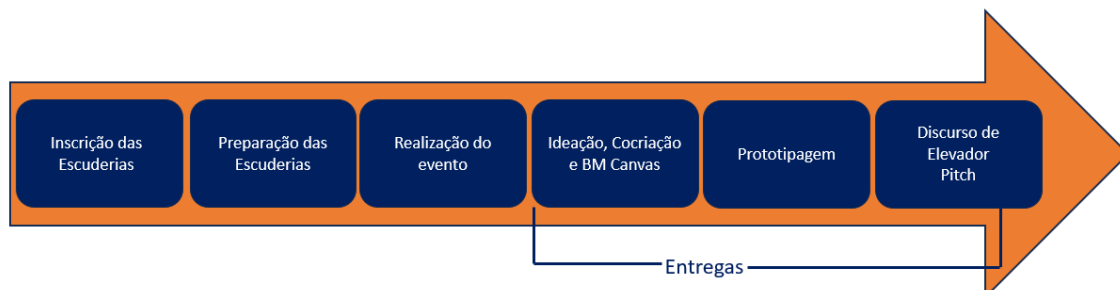 Inscrição das
Escuderias
Preparação das
Escuderias
Realização do
evento
Ideação, Cocriação
e BM Canvas
Prototipagem
Discurso de
Elevador
Pitch
Entregas